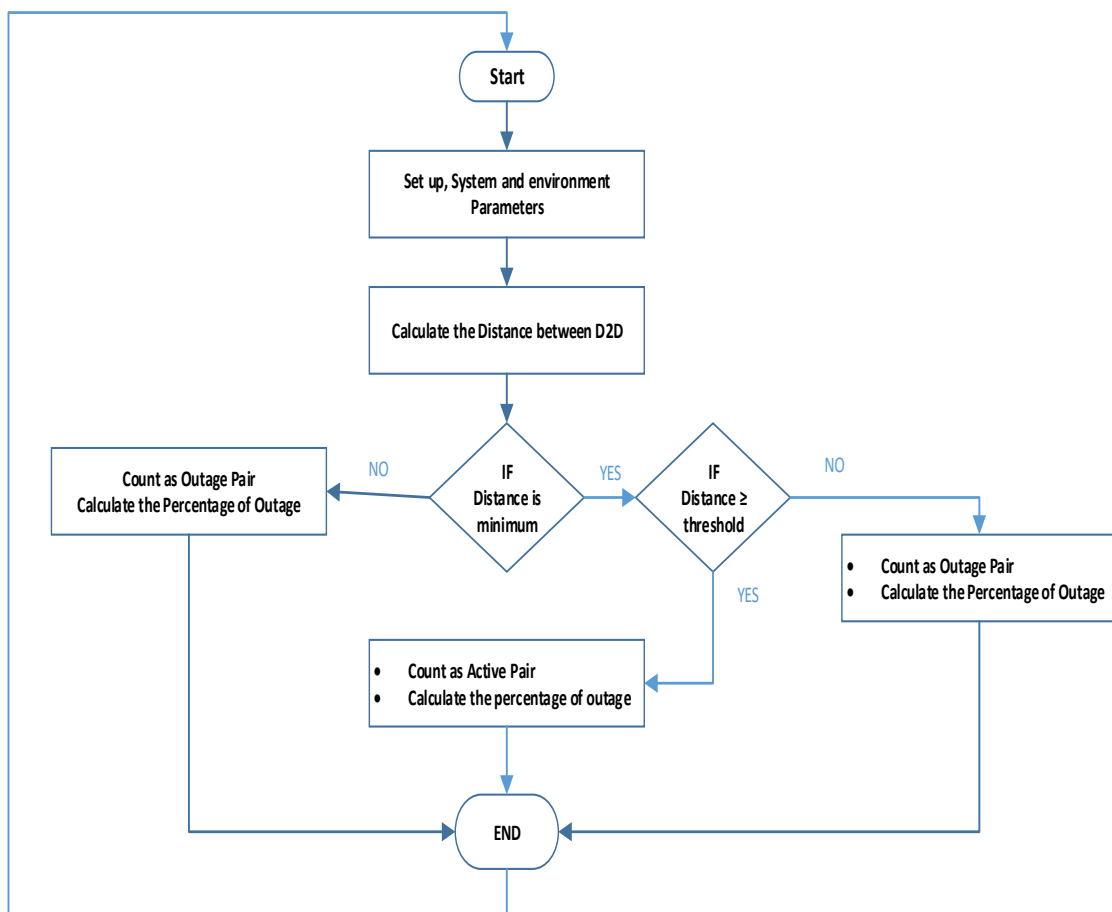 Start
Set up, System and environment
Parameters
Calculate the Distance between D2D
IF
Distance is
minimum
NO
YES
IF
Distance ≥
threshold
NO
YES
Count as Outage Pair
Calculate the Percentage of Outage
• Count as Outage Pair
• Calculate the Percentage of Outage
• Count as Active Pair
• Calculate the percentage of outage
END